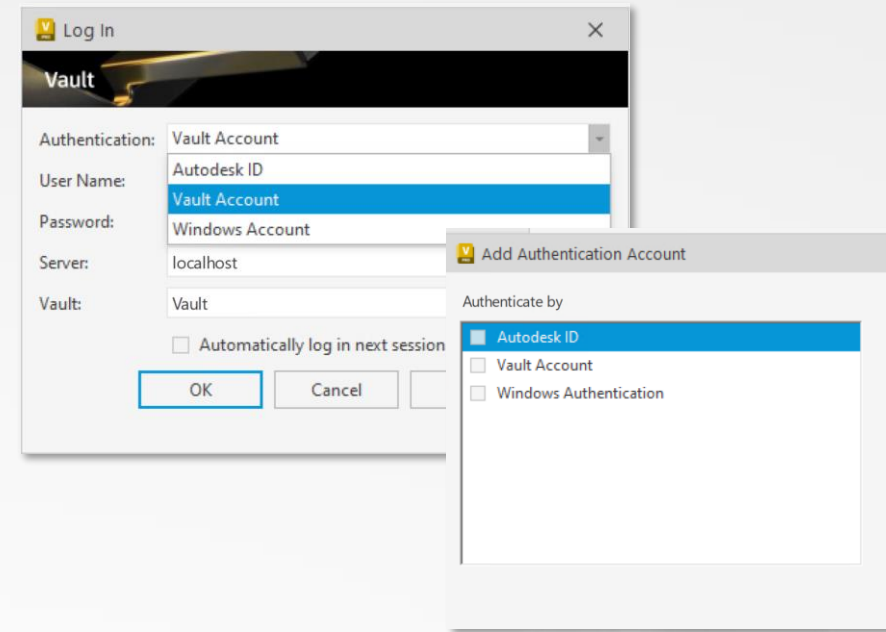 Log In
Vault
Authentication: Vault Account
Autodesk ID
User Name:
Vault Account
Password:
Windows Account
Server: localhost
Vault: Vault
Automatically log in next session
OK Cancel
Add Authentication Account
Authenticate by
Autodesk ID
Vault Account
Windows Authentication